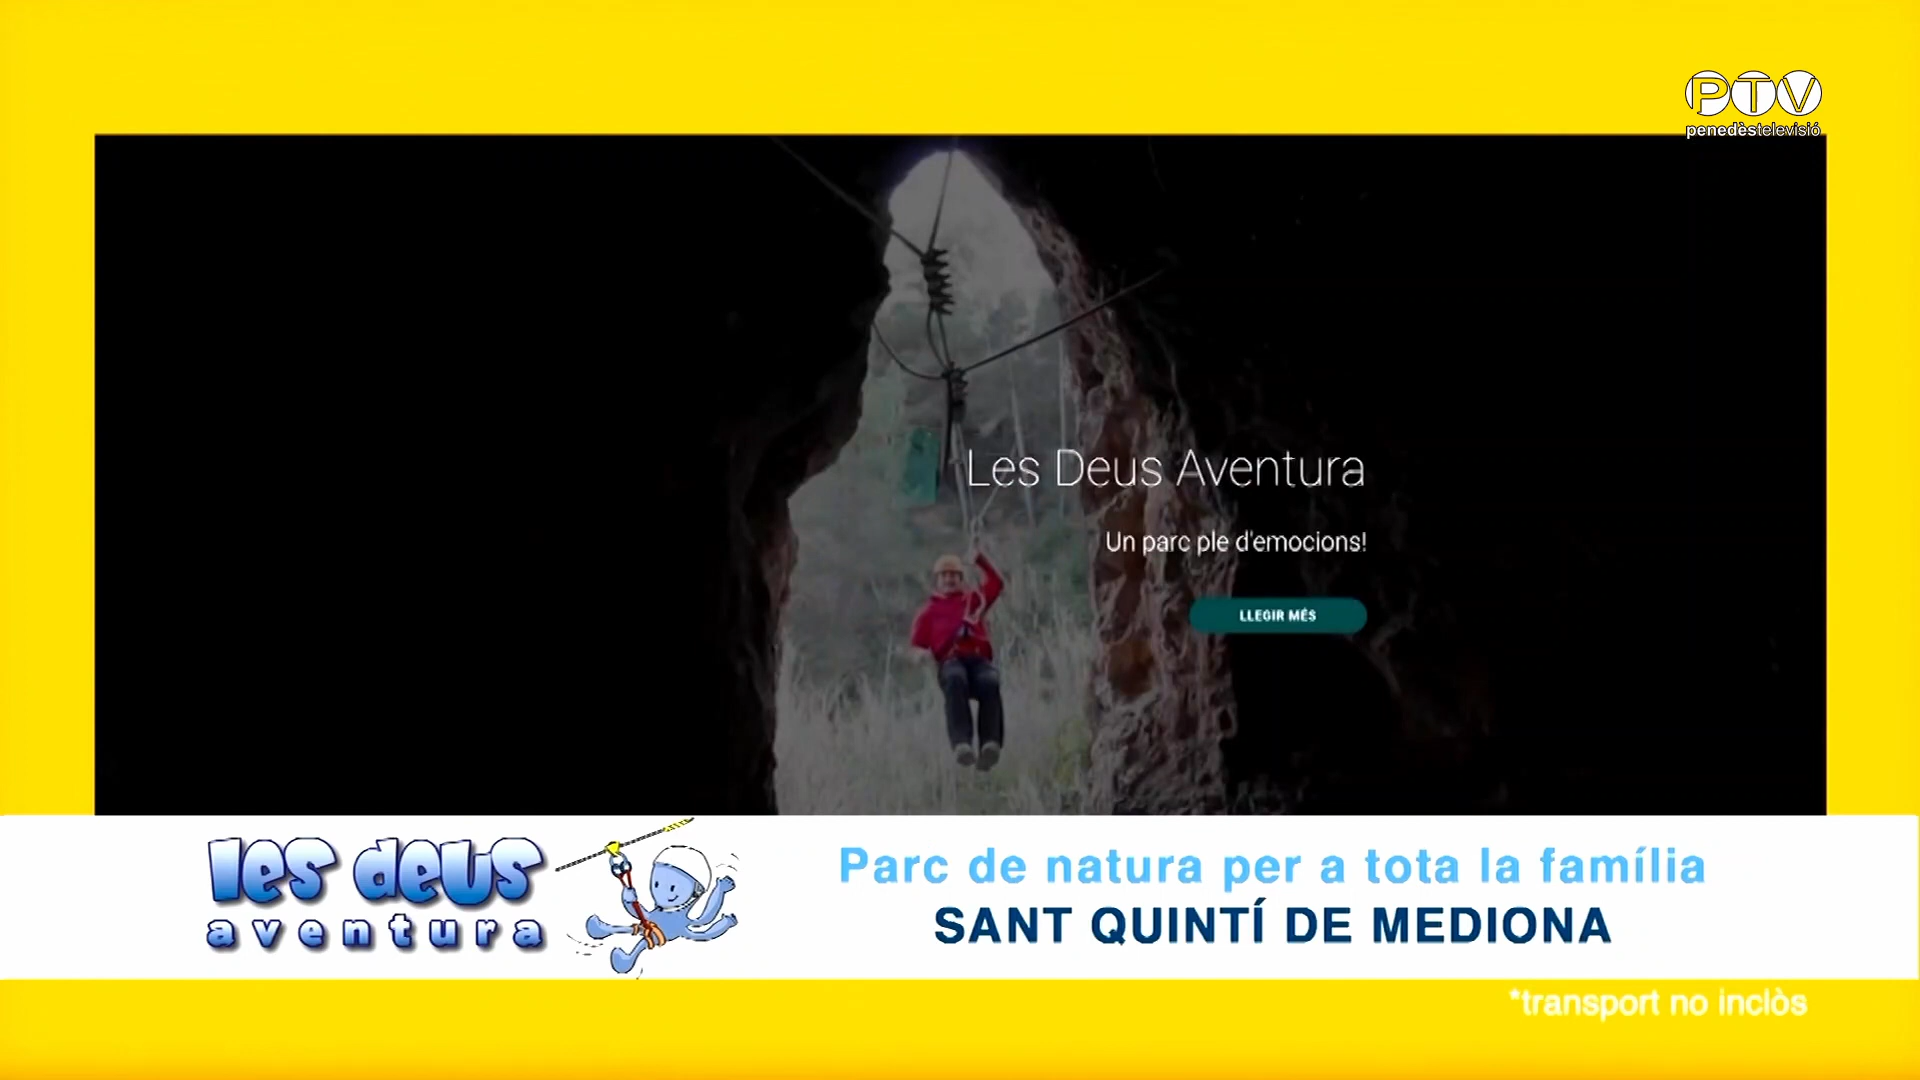 PTV
penedèstelevisió
Les Deus Aventura
Un parc ple d'emocions!
LLEGIR MÉS
les deus
aventura
Parc de natura per a tota la família
SANT QUINTÍ DE MEDIONA
*transport no inclòs